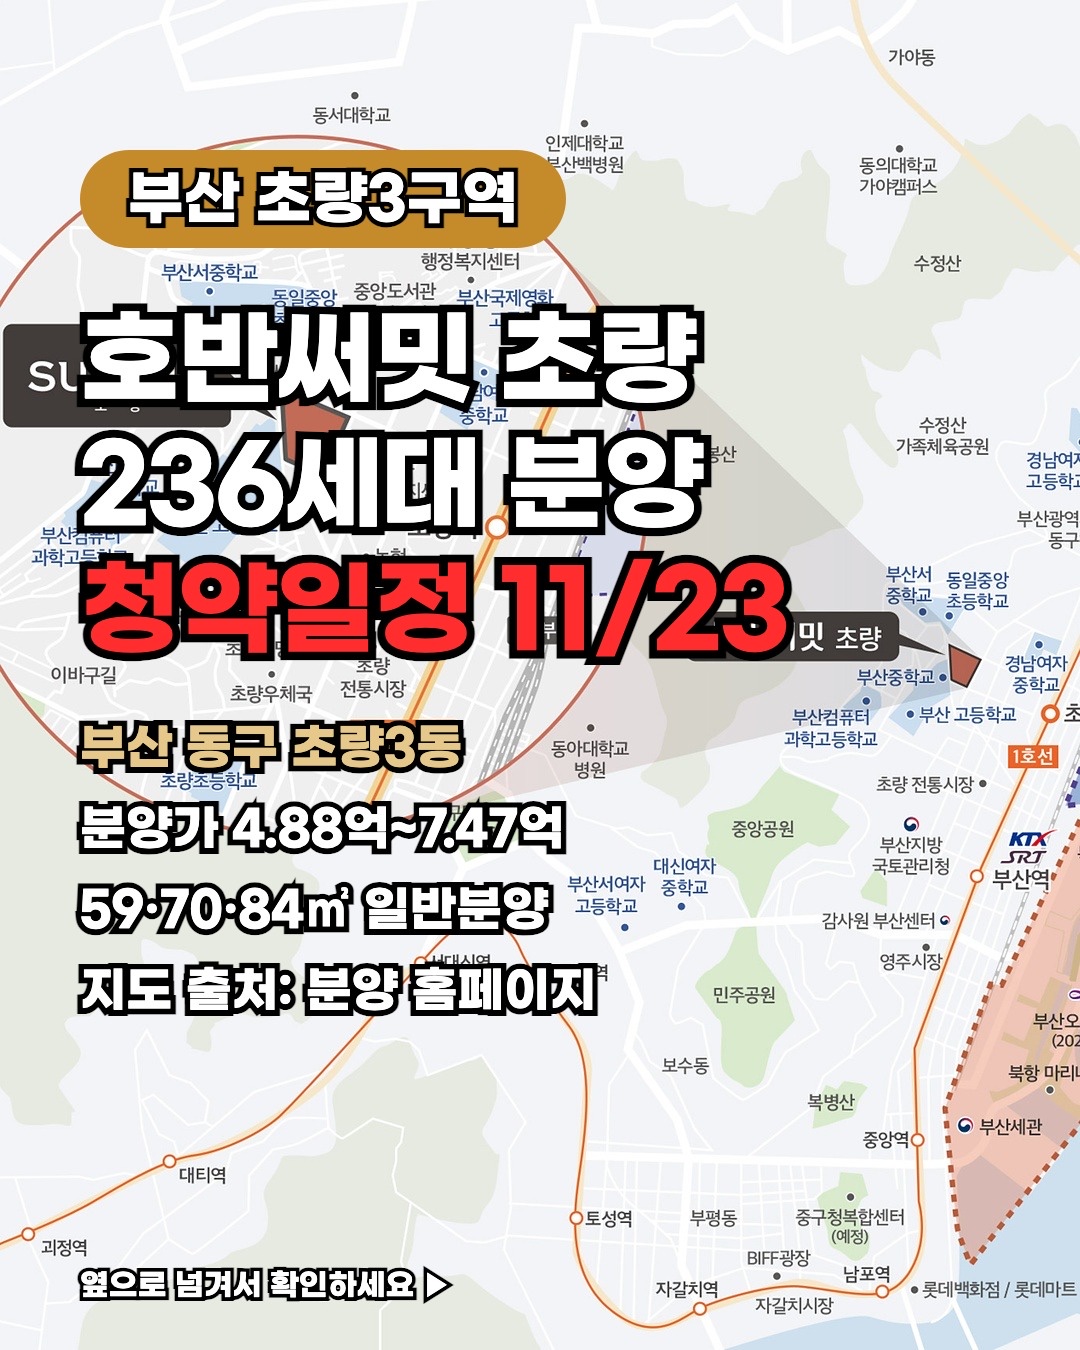 가야동
동서대학교
인제대학교
부산백병원
동의대학교
가야캠퍼스
부산 초량3구역
수정산
행정복지센터
부산서중학교
동일중앙
중앙도서관
부산국제영화
호반써밋 초량
중학교
236세대 분양
수정산
가족체육공원
경남여자
고등학교
부산컴퓨터
과학고등학교
부산광역
동구
청약일정 11/23
부산서
중학교
동일중앙
초등학교
초량
이바구길
초량우체국
초량
전통시장
부산중학교
경남여자
중학교
부산컴퓨터
과학고등학교
부산 고등학교
부산 동구 초량3동
동아대학교
병원
1호선
초량초등학교
초량 전통시장
분양가 4.88억~7.47억
중앙공원
부산지방
국토관리청
KTX
SRT
부산역
59·70·84㎡ 일반분양
부산서여자
고등학교
대신여자
중학교
감사원 부산센터
영주시장
지도 출처: 분양 홈페이지
민주공원
보수동
북항 마리나
복병산
부산세관
중앙역
대티역
괴정역
토성역
부평동
중구청복합센터
(예정)
BIFF광장
남포역
자갈치역
자갈치시장
롯데백화점 / 롯데마트
옆으로 넘겨서 확인하세요 ▶